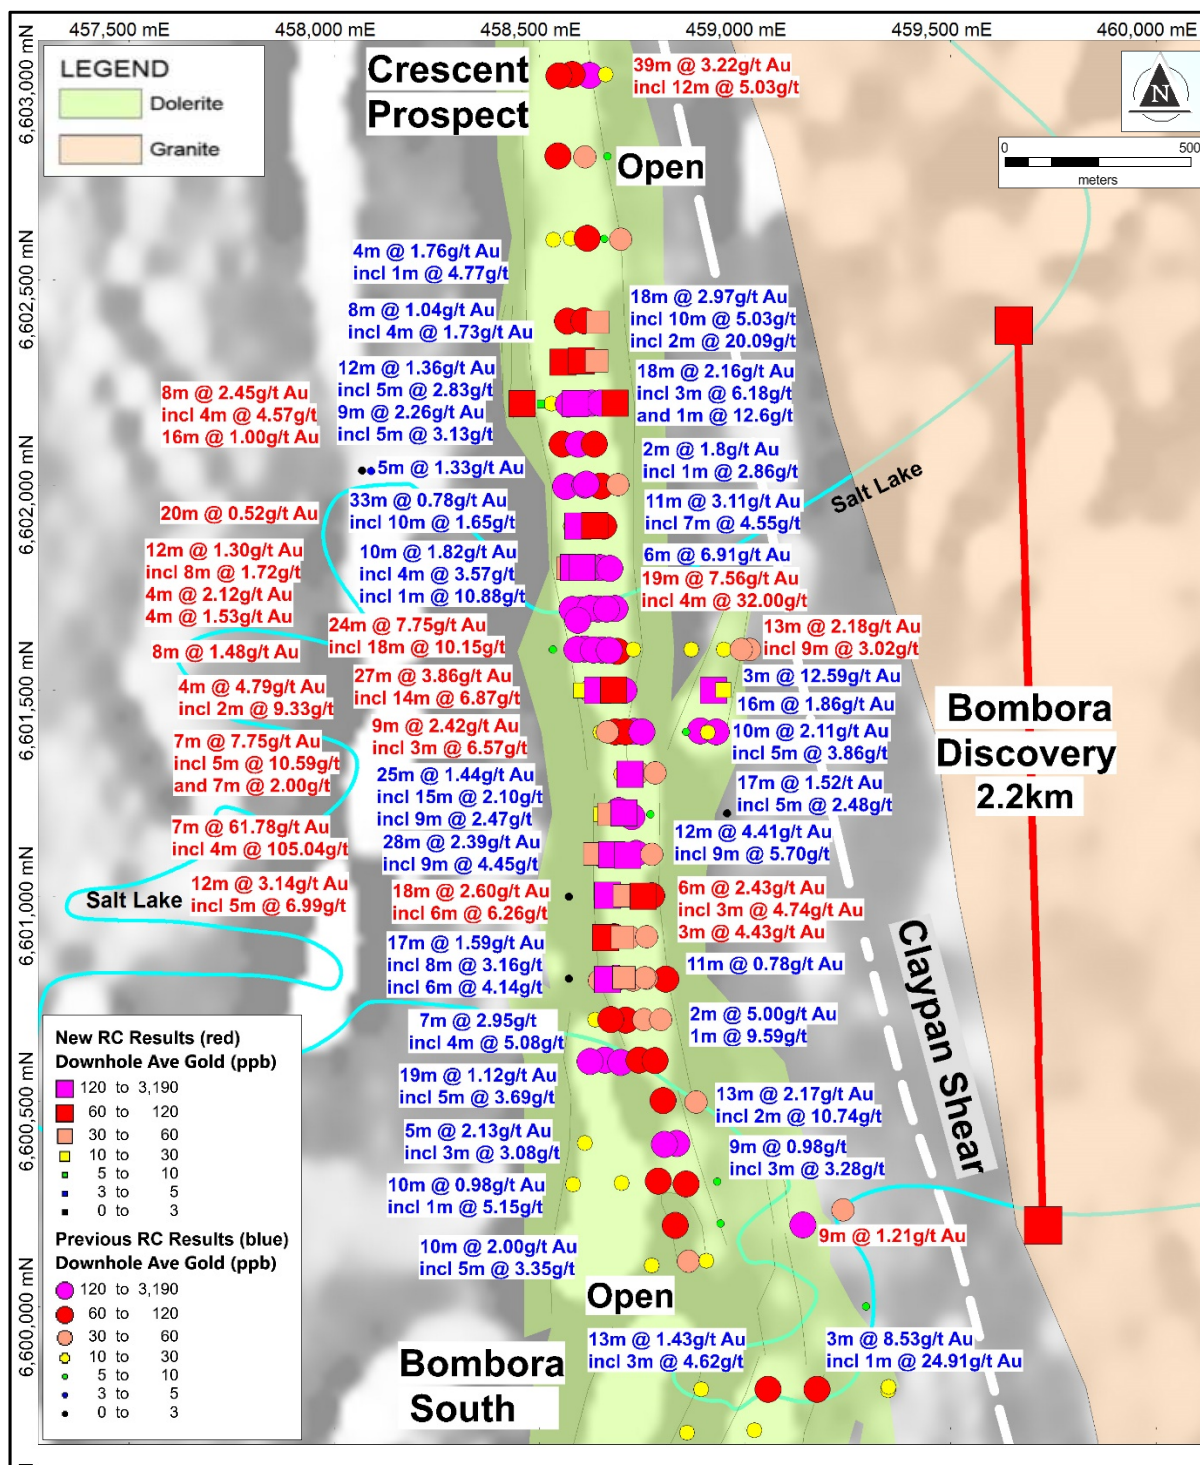 457,500 mE
458,000 mE
458,500 mE
459,000 mE
459,500 mE
460,000 mE
6,603,000 mN
6,602,500 mN
6,602,000 mN
6,601,500 mN
6,601,000 mN
6,600,500 mN
6,600,000 mN
LEGEND
Dolerite
Granite
Crescent
Prospect
39m @ 3.22g/t Au
incl 12m @ 5.03g/t
N
0 500
meters
Open
4m @ 1.76g/t Au
incl 1m @ 4.77g/t
8m @ 1.04g/t Au
incl 4m @ 1.73g/t Au
18m @ 2.97g/t Au
incl 10m @ 5.03g/t
incl 2m @ 20.09g/t
12m @ 1.36g/t Au
incl 5m @ 2.83g/t
9m @ 2.26g/t Au
incl 5m @ 3.13g/t
18m @ 2.16g/t Au
incl 3m @ 6.18g/t
and 1m @ 12.6g/t
8m @ 2.45g/t Au
incl 4m @ 4.57g/t
16m @ 1.00g/t Au
5m @ 1.33g/t Au
2m @ 1.8g/t Au
incl 1m @ 2.86g/t
Salt Lake
33m @ 0.78g/t Au
incl 10m @ 1.65g/t
11m @ 3.11g/t Au
incl 7m @ 4.55g/t
20m @ 0.52g/t Au
12m @ 1.30g/t Au
incl 8m @ 1.72g/t
4m @ 2.12g/t Au
4m @ 1.53g/t Au
10m @ 1.82g/t Au
incl 4m @ 3.57g/t
incl 1m @ 10.88g/t
6m @ 6.91g/t Au
19m @ 7.56g/t Au
incl 4m @ 32.00g/t
24m @ 7.75g/t Au
incl 18m @ 10.15g/t
13m @ 2.18g/t Au
incl 9m @ 3.02g/t
8m @ 1.48g/t Au
27m @ 3.86g/t Au
incl 14m @ 6.87g/t
3m @ 12.59g/t Au
16m @ 1.86g/t Au
4m @ 4.79g/t Au
incl 2m @ 9.33g/t
9m @ 2.42g/t Au
incl 3m @ 6.57g/t
10m @ 2.11g/t Au
incl 5m @ 3.86g/t
Bombora
Discovery
2.2km
7m @ 7.75g/t Au
incl 5m @ 10.59g/t
and 7m @ 2.00g/t
25m @ 1.44g/t Au
incl 15m @ 2.10g/t
incl 9m @ 2.47g/t
17m @ 1.52/t Au
incl 5m @ 2.48g/t
7m @ 61.78g/t Au
incl 4m @ 105.04g/t
28m @ 2.39g/t Au
incl 9m @ 4.45g/t
12m @ 4.41g/t Au
incl 9m @ 5.70g/t
12m @ 3.14g/t Au
incl 5m @ 6.99g/t
Salt Lake
18m @ 2.60g/t Au
incl 6m @ 6.26g/t
6m @ 2.43g/t Au
incl 3m @ 4.74g/t Au
3m @ 4.43g/t Au
17m @ 1.59g/t Au
incl 8m @ 3.16g/t
incl 6m @ 4.14g/t
11m @ 0.78g/t Au
Claypan Shear
7m @ 2.95g/t
incl 4m @ 5.08g/t
2m @ 5.00g/t Au
1m @ 9.59g/t
19m @ 1.12g/t Au
incl 5m @ 3.69g/t
13m @ 2.17g/t Au
incl 2m @ 10.74g/t
5m @ 2.13g/t Au
incl 3m @ 3.08g/t
9m @ 0.98g/t
incl 3m @ 3.28g/t
10m @ 0.98g/t Au
incl 1m @ 5.15g/t
9m @ 1.21g/t Au
10m @ 2.00g/t Au
incl 5m @ 3.35g/t
Open
13m @ 1.43g/t Au
incl 3m @ 4.62g/t
3m @ 8.53g/t Au
incl 1m @ 24.91g/t Au
Bombora
South
New RC Results (red)
Downhole Ave Gold (ppb)
120 to 3,190
60 to 120
30 to 60
10 to 30
5 to 10
3 to 5
0 to 3
Previous RC Results (blue)
Downhole Ave Gold (ppb)
120 to 3,190
60 to 120
30 to 60
10 to 30
5 to 10
3 to 5
0 to 3